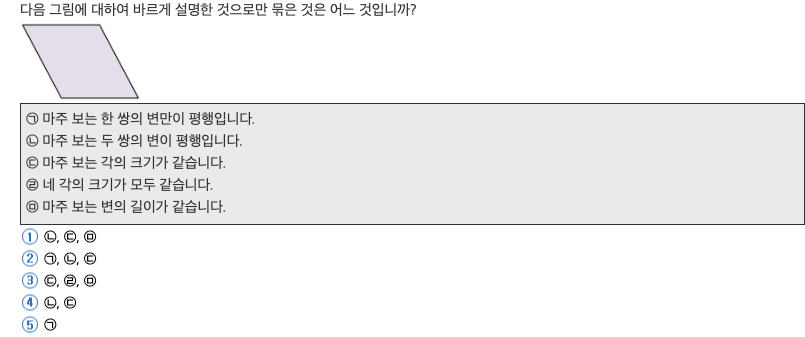 다음 그림에 대하여 바르게 설명한 것으로만 묶은 것은 어느 것입니까?
㉠ 마주 보는 한 쌍의 변만이 평행입니다.
㉡ 마주 보는 두 쌍의 변이 평행입니다.
㉢ 마주 보는 각의 크기가 같습니다.
㉣ 네 각의 크기가 모두 같습니다.
㉤ 마주 보는 변의 길이가 같습니다.
① ㉡, ㉢, ㉤
② ㉠, ㉡, ㉢
③ ㉢, ㉣, ㉤
④ ㉡, ㉢
⑤ ㉠